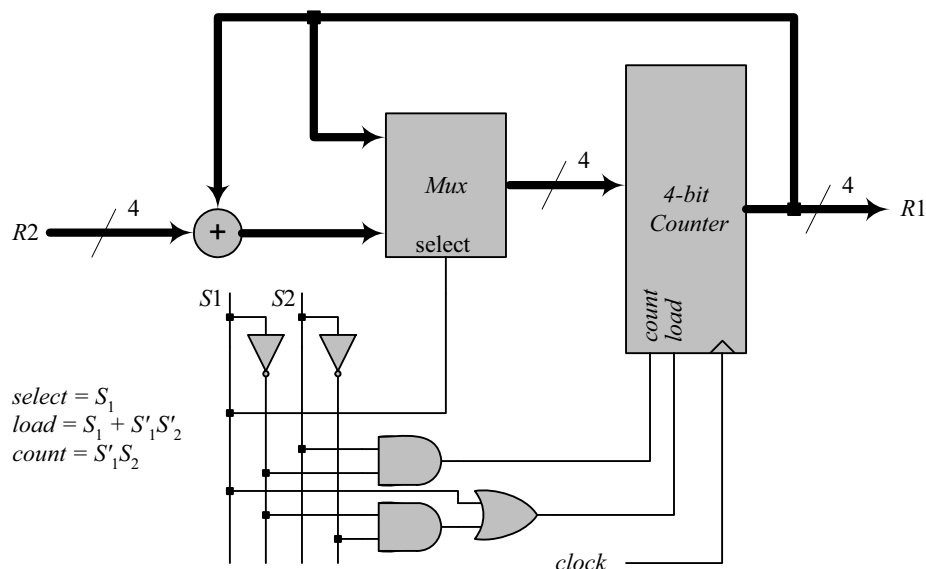 4
Mux
4-bit
Counter
4
R1
R2
4
+
select
count
load
S1
S2
select = S₁
load = S₁ + S′₁S′₂
count = S′₁S₂
clock